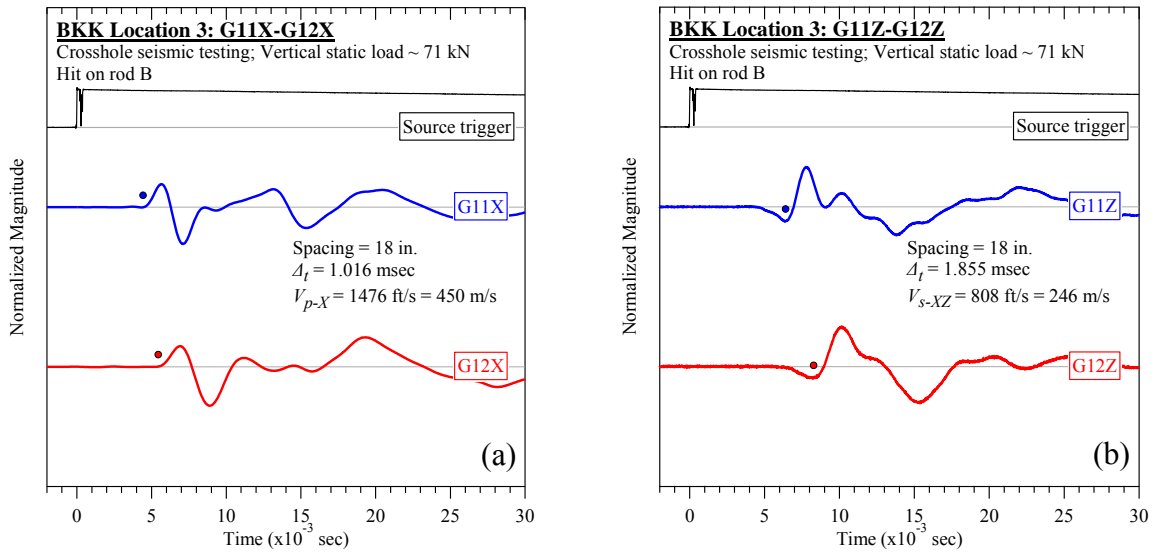 BKK Location 3: G11X-G12X
Crosshole seismic testing; Vertical static load ~ 71 kN
Hit on rod B
Source trigger
G11X
Spacing = 18 in.
Δt = 1.016 msec
Vp-X = 1476 ft/s = 450 m/s
G12X
(a)
Normalized Magnitude
0 5 10 15 20 25 30
Time (x10-3 sec)
BKK Location 3: G11Z-G12Z
Crosshole seismic testing; Vertical static load ~ 71 kN
Hit on rod B
Source trigger
G11Z
Spacing = 18 in.
Δt = 1.855 msec
Vs-XZ = 808 ft/s = 246 m/s
G12Z
(b)
Normalized Magnitude
0 5 10 15 20 25 30
Time (x10-3 sec)